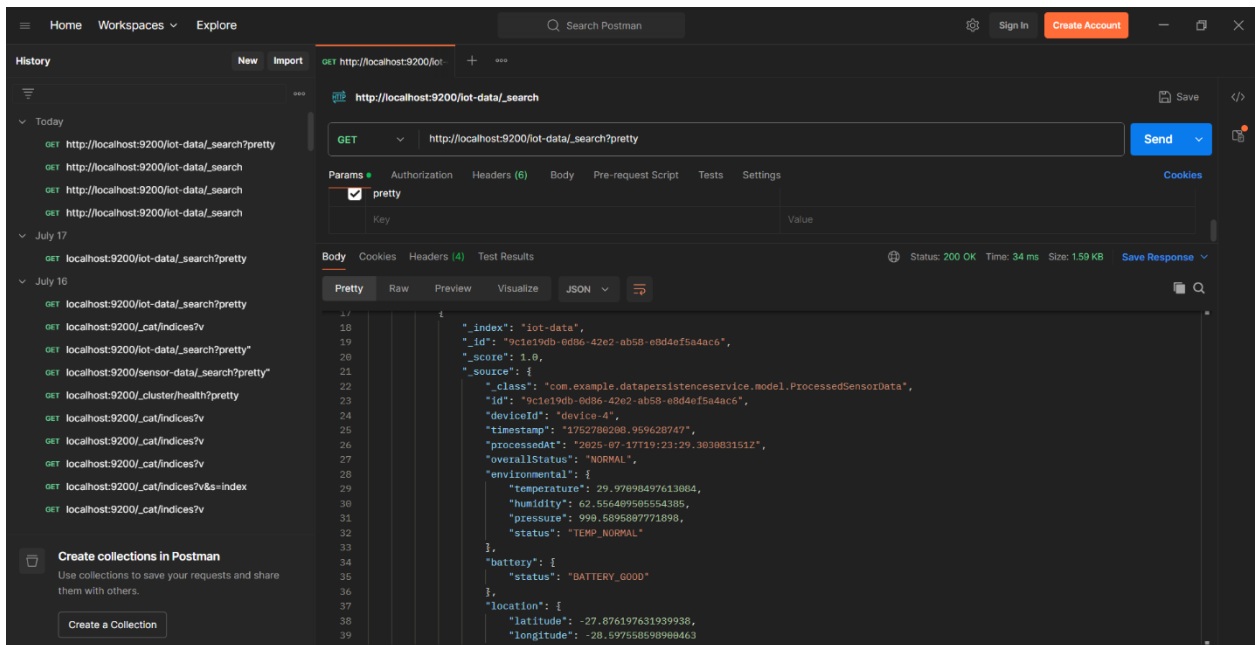 Home Workspaces Explore Search Postman Sign In Create Account
History New Import
GET http://localhost:9200/iot- + ooo
http://localhost:9200/iot-data/_search Save </>
GET http://localhost:9200/iot-data/_search?pretty Send
Params Authorization Headers (6) Body Pre-request Script Tests Settings Cookies
pretty
Key Value
Today
GET http://localhost:9200/iot-data/_search?pretty
GET http://localhost:9200/iot-data/_search
GET http://localhost:9200/iot-data/_search
GET http://localhost:9200/iot-data/_search
July 17
GET localhost:9200/iot-data/_search?pretty
July 16
GET localhost:9200/iot-data/_search?pretty
GET localhost:9200/_cat/indices?v
GET localhost:9200/iot-data/_search?pretty"
GET localhost:9200/sensor-data/_search?pretty"
GET localhost:9200/_cluster/health?pretty
GET localhost:9200/_cat/indices?v
GET localhost:9200/_cat/indices?v
GET localhost:9200/_cat/indices?v
GET localhost:9200/_cat/indices?v&s=index
GET localhost:9200/_cat/indices?v
Create collections in Postman
Use collections to save your requests and share
them with others.
Create a Collection
Body Cookies Headers (4) Test Results Status: 200 OK Time: 34 ms Size: 1.59 KB Save Response
Pretty Raw Preview Visualize JSON
17 {
18 "_index": "iot-data",
19 "_id": "9c1e19db-0d86-42e2-ab58-e8d4ef5a4ac6",
20 "_score": 1.0,
21 "_source": {
22 "_class": "com.example.datapersistenceservice.model.ProcessedSensorData",
23 "id": "9c1e19db-0d86-42e2-ab58-e8d4ef5a4ac6",
24 "deviceId": "device-4",
25 "timestamp": "1752780208.959628747",
26 "processedAt": "2025-07-17T19:23:29.303083151Z",
27 "overallStatus": "NORMAL",
28 "environmental": {
29 "temperature": 29.97098497613084,
30 "humidity": 62.556409505554385,
31 "pressure": 990.5895807771898,
32 "status": "TEMP_NORMAL"
33 },
34 "battery": {
35 "status": "BATTERY_GOOD"
36 },
37 "location": {
38 "latitude": -27.876197631939938,
39 "longitude": -28.597558598900463